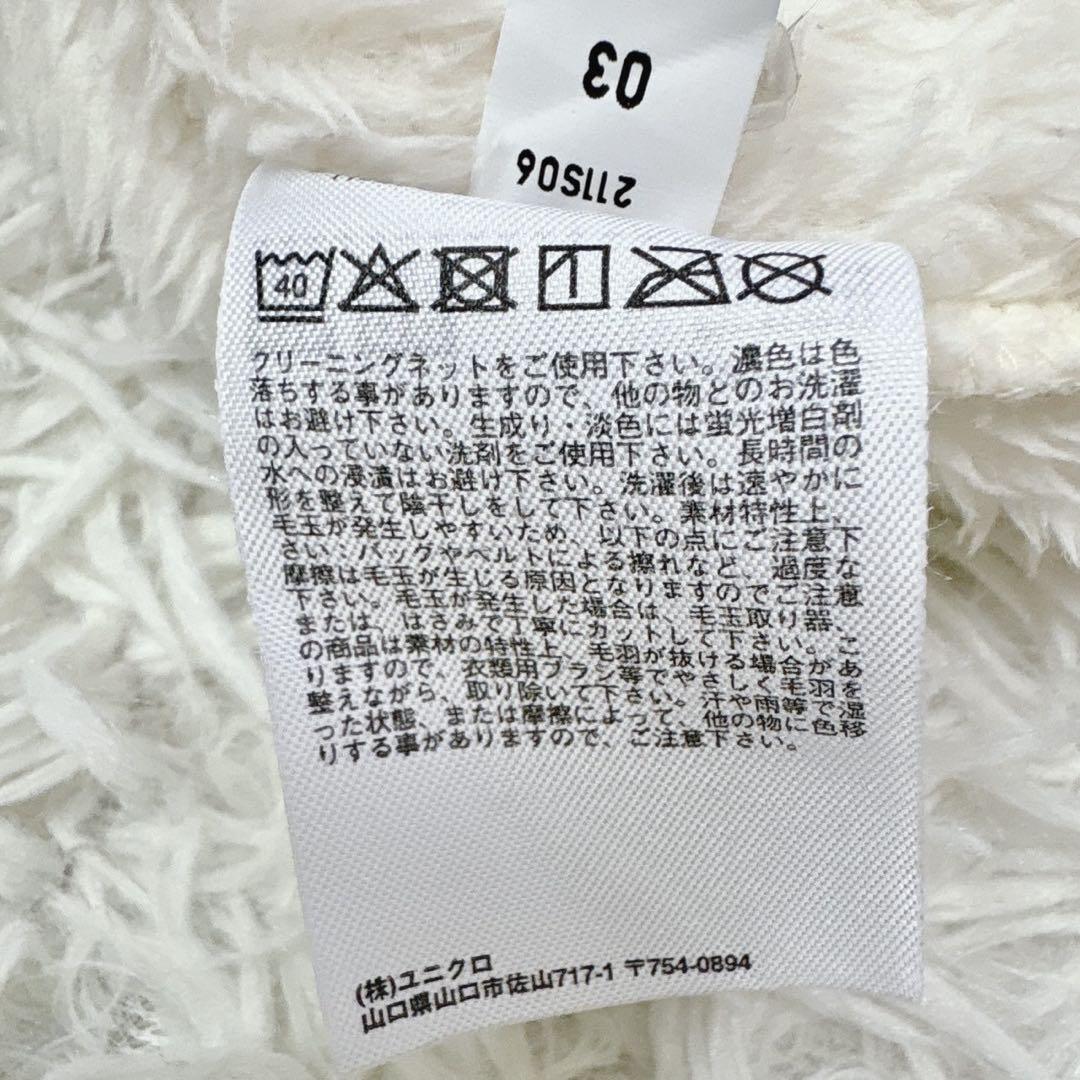 03
211S06
40
クリーニングネットをご使用下さい。濃色は色
落ちする事がありますので、他の物とのお洗濯
はお避け下さい。生成り・淡色には蛍光増白剤
の入っていない洗剤をご使用下さい。長時間の
水への浸漬はお避け下さい。洗濯後は速やかに、
形を整えて陰干しをして下さい。素材特性上、
毛玉が発生しやすいため、以下の点にご注意下
さい：バッグやベルトによる擦れなど、過度な
摩擦は毛玉が生じる原因となりますのでご注意
下さい。毛玉が発生した場合は、毛玉取り器、
または、はさみで丁寧にカットして下さい。こ
の商品は素材の特性上、毛羽が抜ける場合があ
りますので、衣類用ブラシ等でやさしく毛羽を
整えながら、取り除いて下さい。汗や雨等で湿
った状態、または摩擦によって、他の物に色移
りする事がありますので、ご注意下さい。
(株)ユニクロ
山口県山口市佐山717-1 〒754-0894